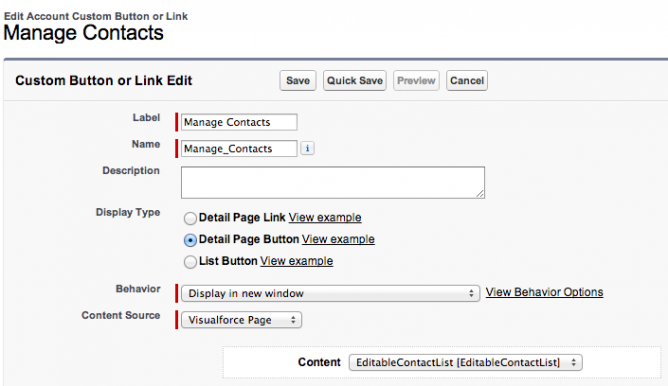 Edit Account Custom Button or Link
Manage Contacts
Custom Button or Link Edit Save Quick Save Preview Cancel
Label Manage Contacts
Name Manage_Contacts i
Description
Display Type
Detail Page Link View example
Detail Page Button View example
List Button View example
Behavior Display in new window View Behavior Options
Content Source Visualforce Page
Content EditableContactList [EditableContactList]